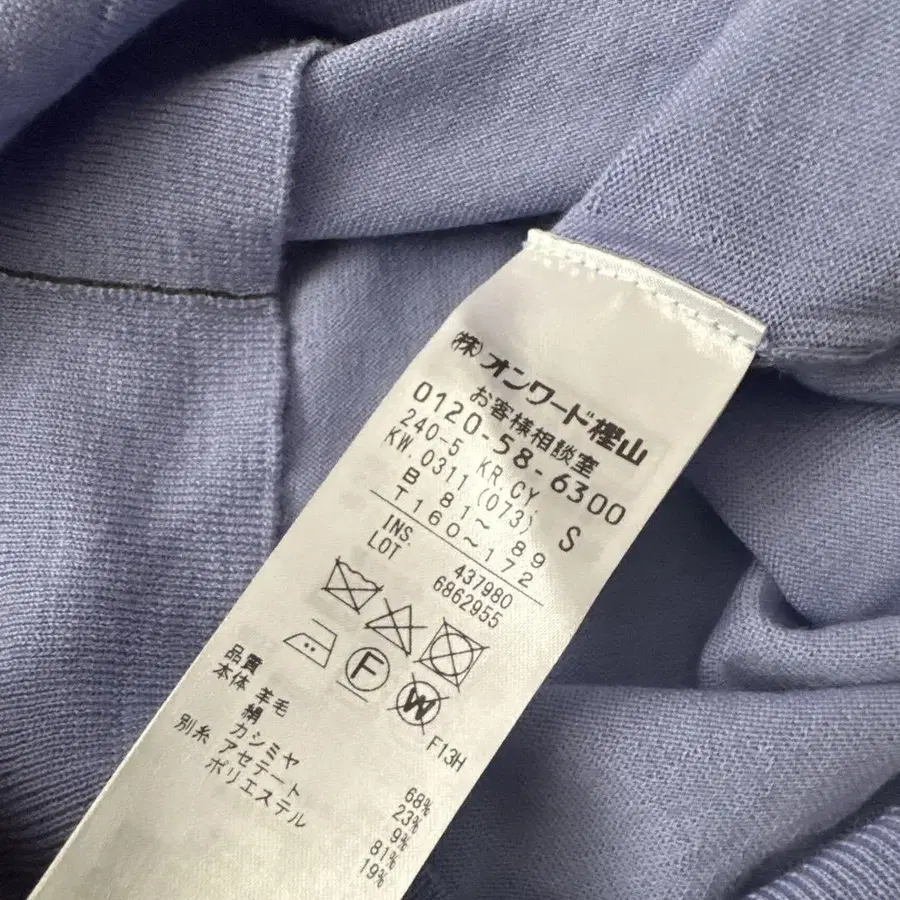 (株)オンワード樫山
お客様相談室
0120-58-6300
240-5 KR.CY. S
KW.0311(073)
B 81~ 89
T160~172
INS. 437980
LOT 6862955
F
W
F13H
品質
本体 羊毛 68%
絹 23%
カシミヤ 9%
別糸 アセテート 81%
ポリエステル 19%